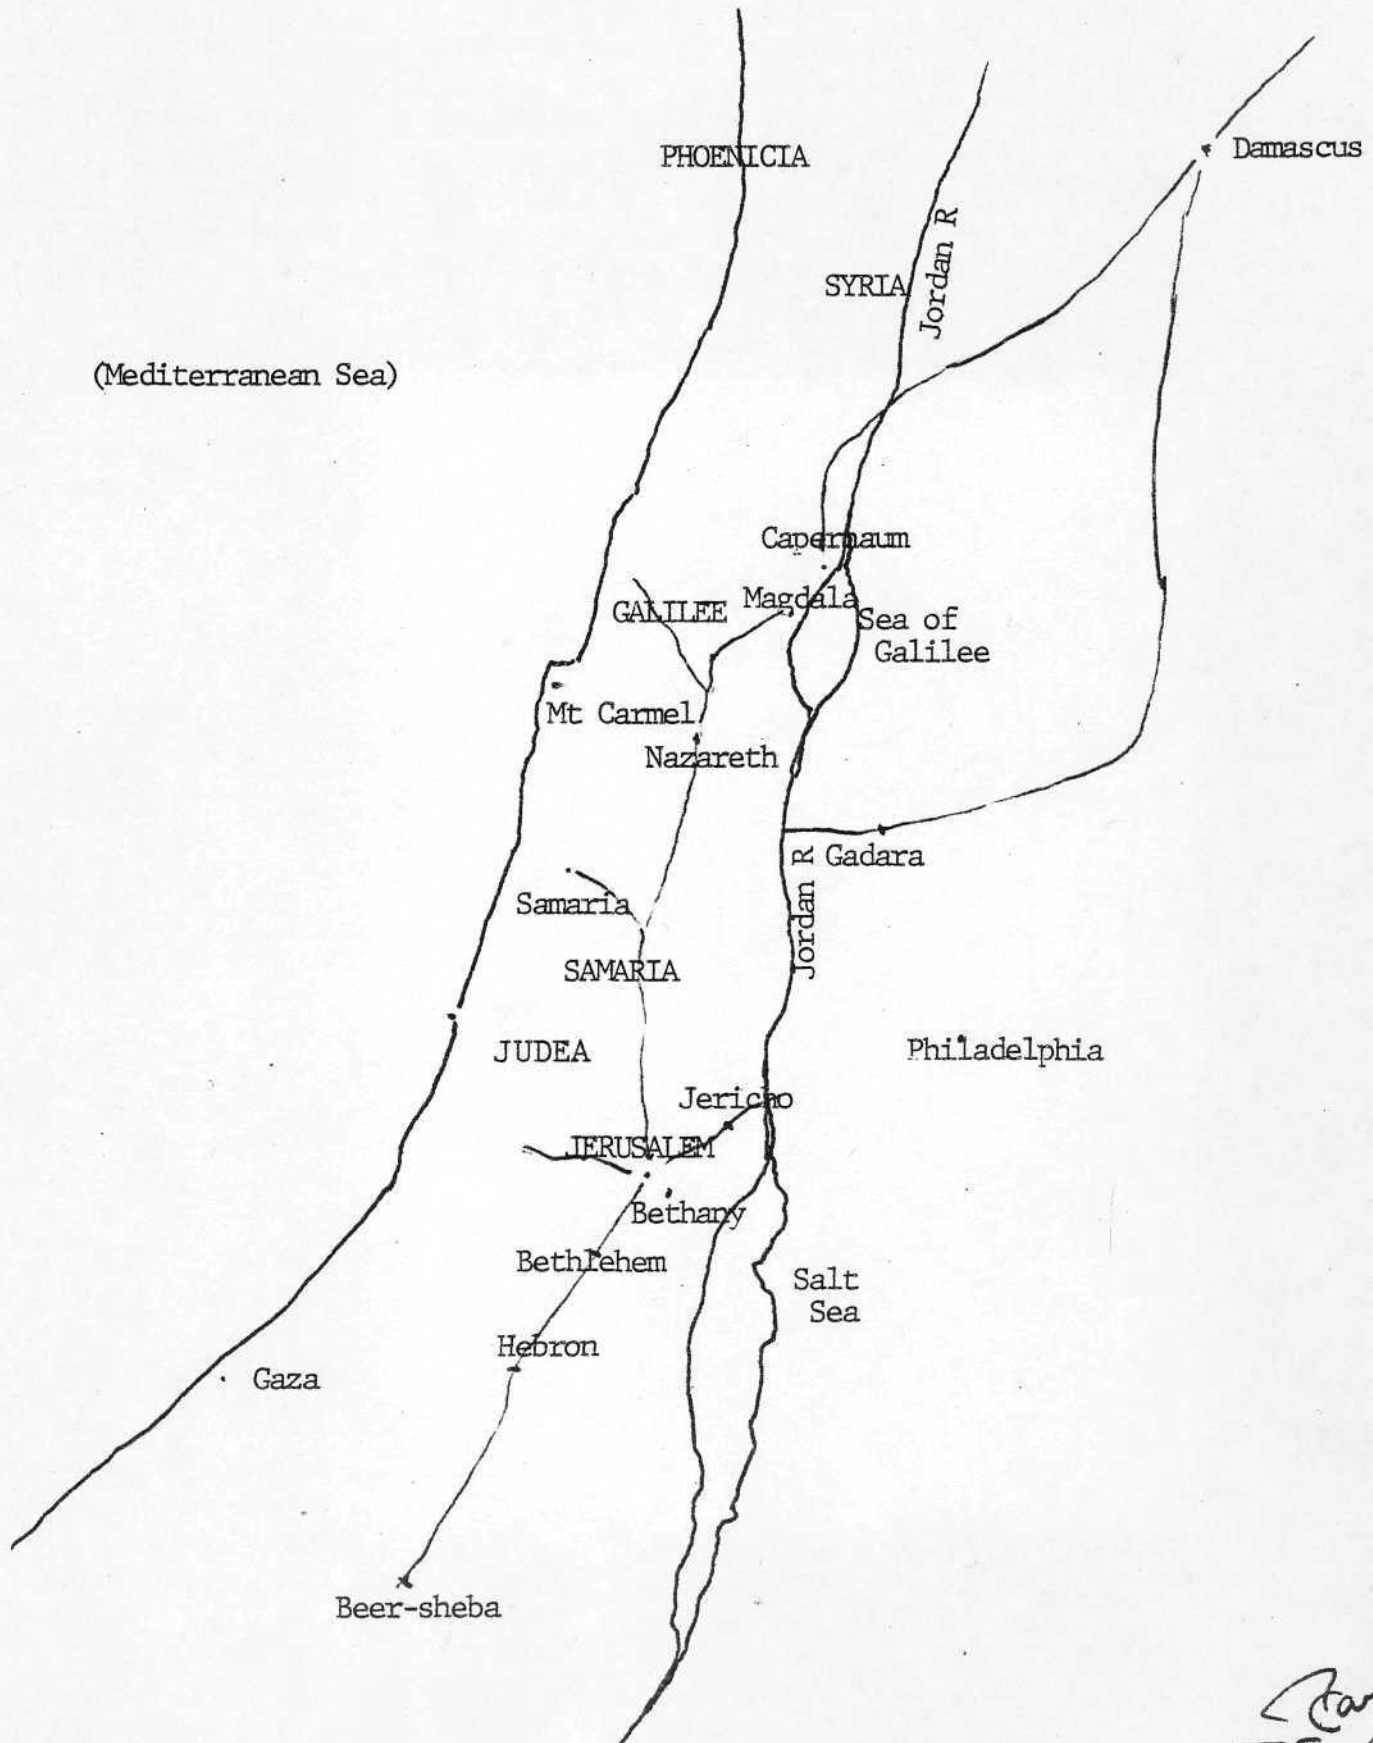 PHOENICIA
Damascus
SYRIA
Jordan R
(Mediterranean Sea)
Capernaum
Magdala
GALILEE
Sea of
Galilee
Mt Carmel
Nazareth
Gadara
Jordan R
Samaria
SAMARIA
JUDEA
Philadelphia
Jericho
JERUSALEM
Bethany
Bethlehem
Salt
Sea
Hebron
Gaza
Beer-sheba